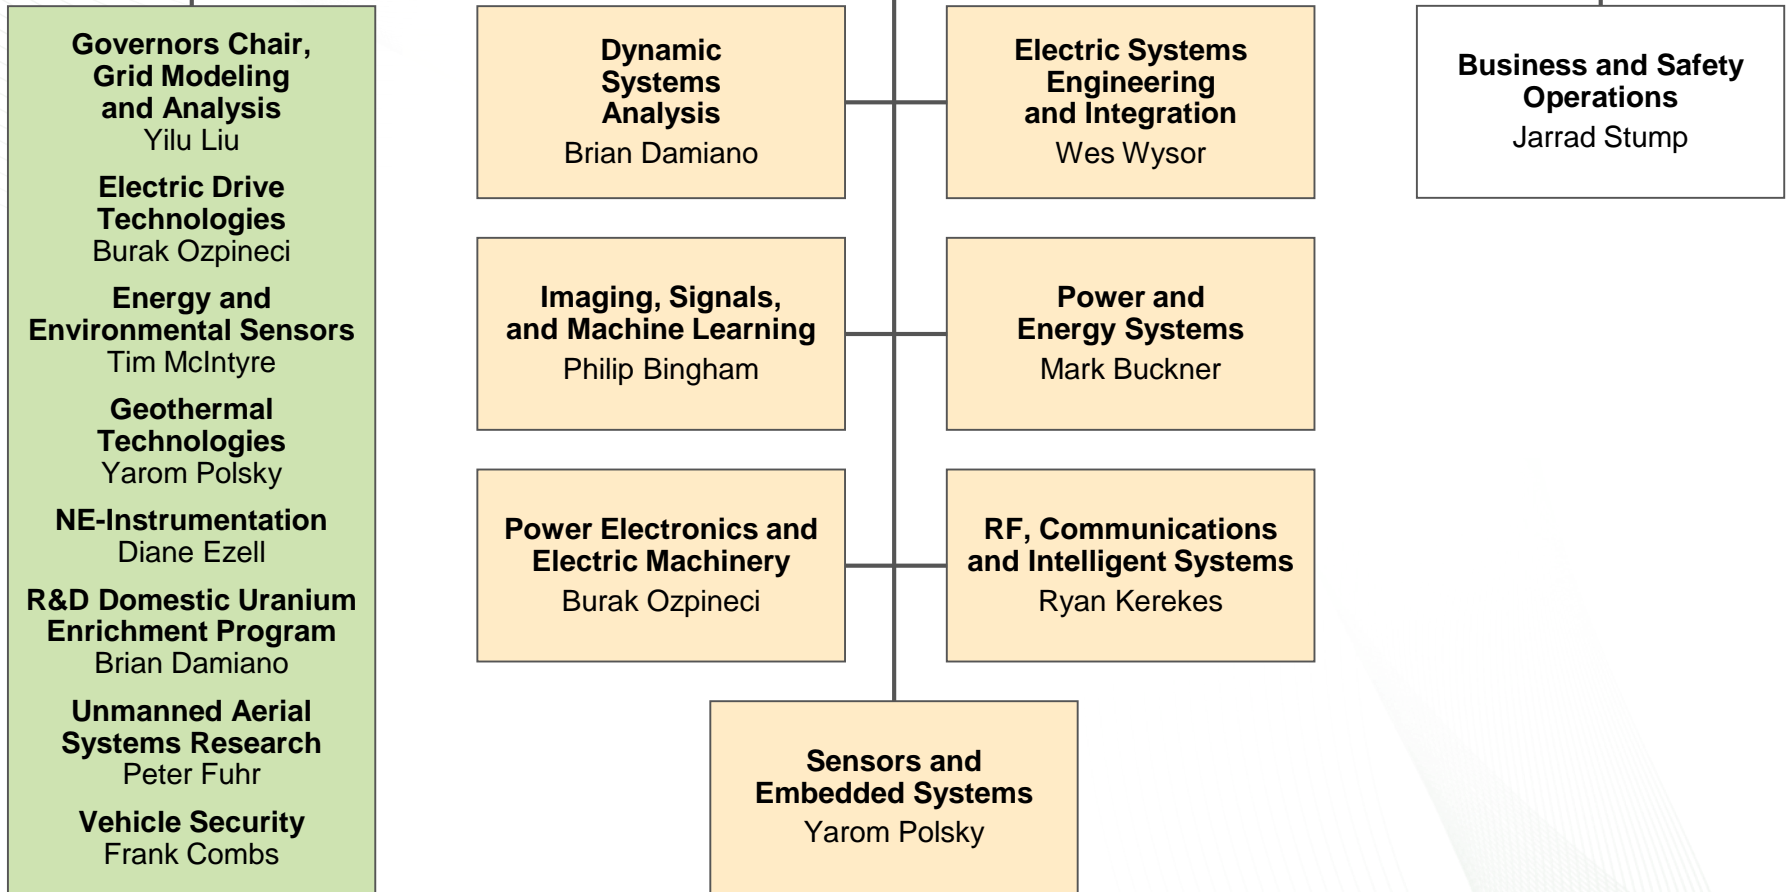 Governors Chair,
Grid Modeling
and Analysis
Yilu Liu
Electric Drive
Technologies
Burak Ozpineci
Energy and
Environmental Sensors
Tim McIntyre
Geothermal
Technologies
Yarom Polsky
NE-Instrumentation
Diane Ezell
R&D Domestic Uranium
Enrichment Program
Brian Damiano
Unmanned Aerial
Systems Research
Peter Fuhr
Vehicle Security
Frank Combs
Dynamic
Systems
Analysis
Brian Damiano
Electric Systems
Engineering
and Integration
Wes Wysor
Imaging, Signals,
and Machine Learning
Philip Bingham
Power and
Energy Systems
Mark Buckner
Power Electronics and
Electric Machinery
Burak Ozpineci
RF, Communications
and Intelligent Systems
Ryan Kerekes
Sensors and
Embedded Systems
Yarom Polsky
Business and Safety
Operations
Jarrad Stump